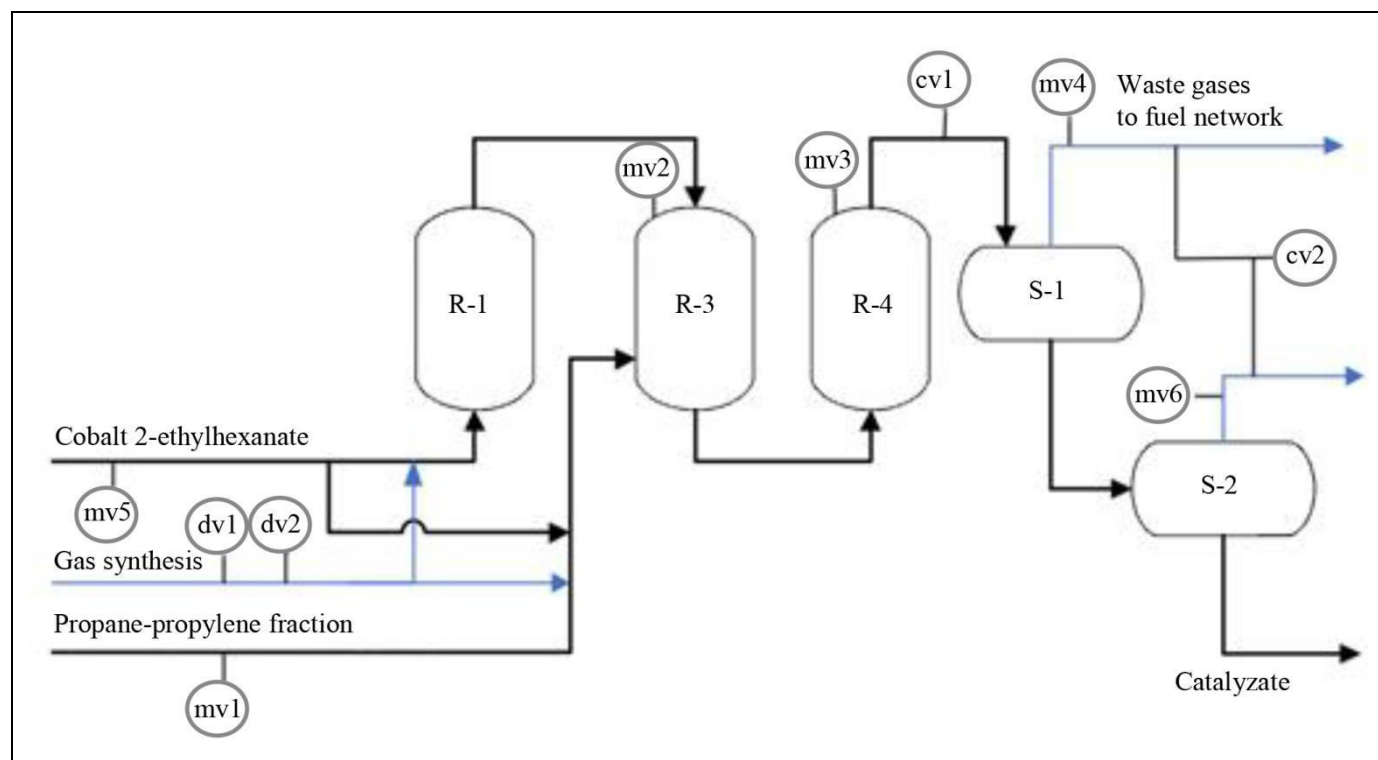 cv1
mv4
Waste gases
to fuel network
mv2
mv3
cv2
R-1
R-3
R-4
S-1
mv6
Cobalt 2-ethylhexanate
S-2
mv5
dv1
dv2
Gas synthesis
Propane-propylene fraction
Catalyzate
mv1